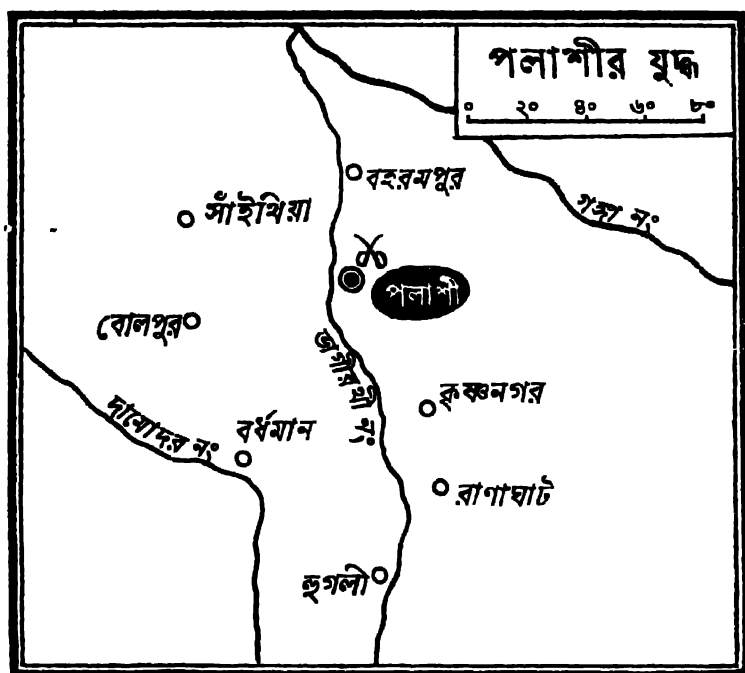 পলাশীর যুদ্ধ
০ ২০ ৪০ ৬০ ৮০
বহরমপুর
সাঁইথিয়া
গঙ্গা নং
পলাশী
বোলপুর
ভাগীরথী নং
কৃষ্ণনগর
দামোদর নং
বর্ধমান
রাণাঘাট
হুগলী